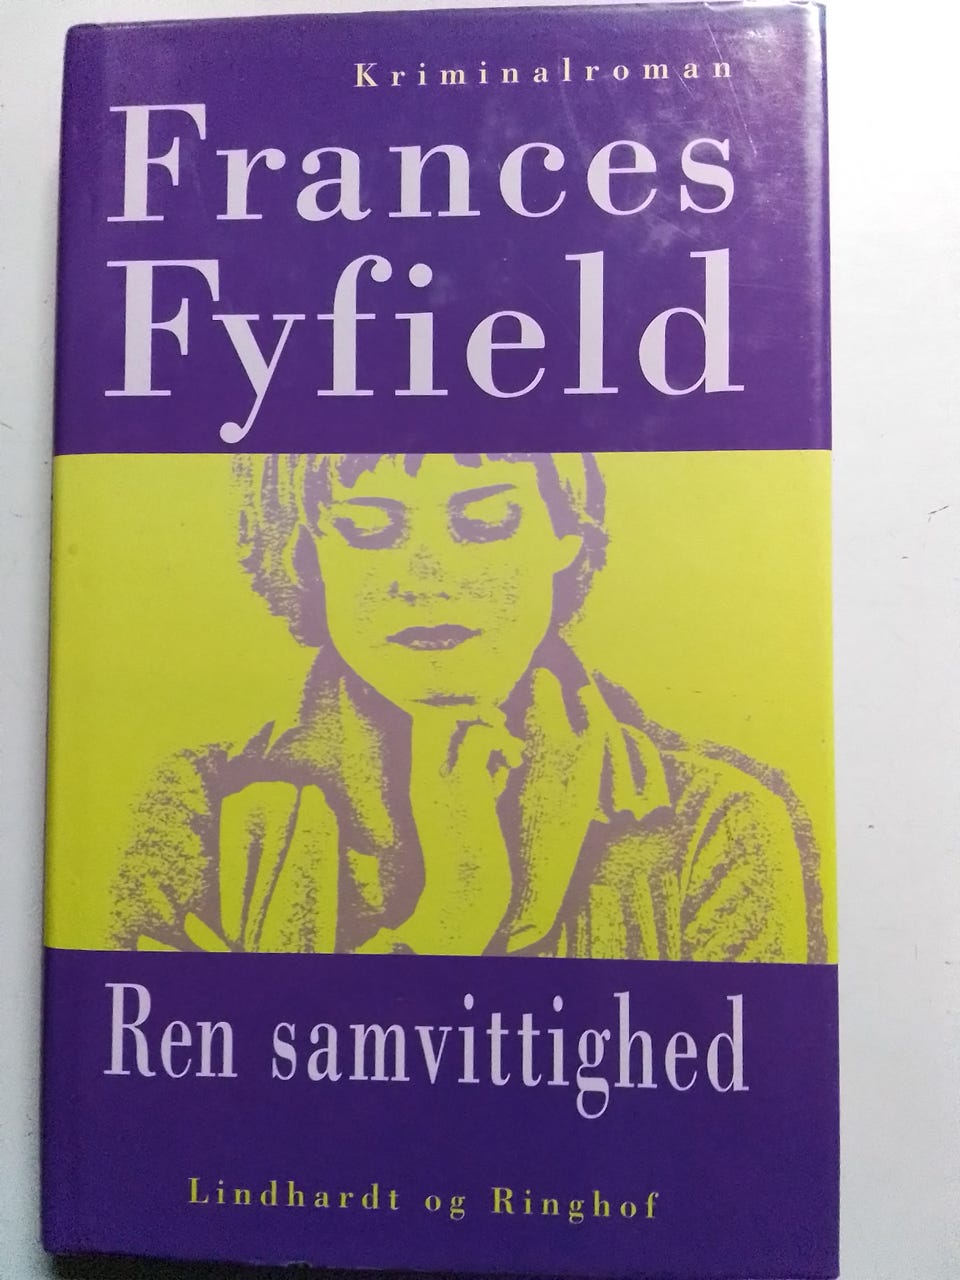 Kriminalroman
Frances
Fyfield
Ren samvittighed
Lindhardt og Ringhof